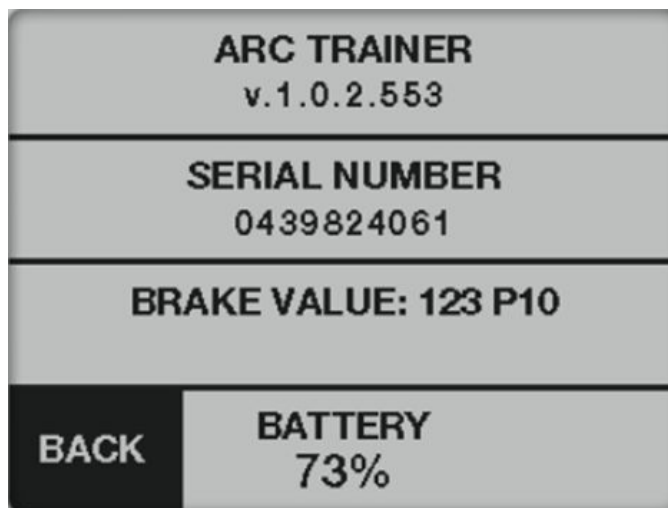 ARC TRAINER
v.1.0.2.553
SERIAL NUMBER
0439824061
BRAKE VALUE: 123 P10
BACK
BATTERY
73%